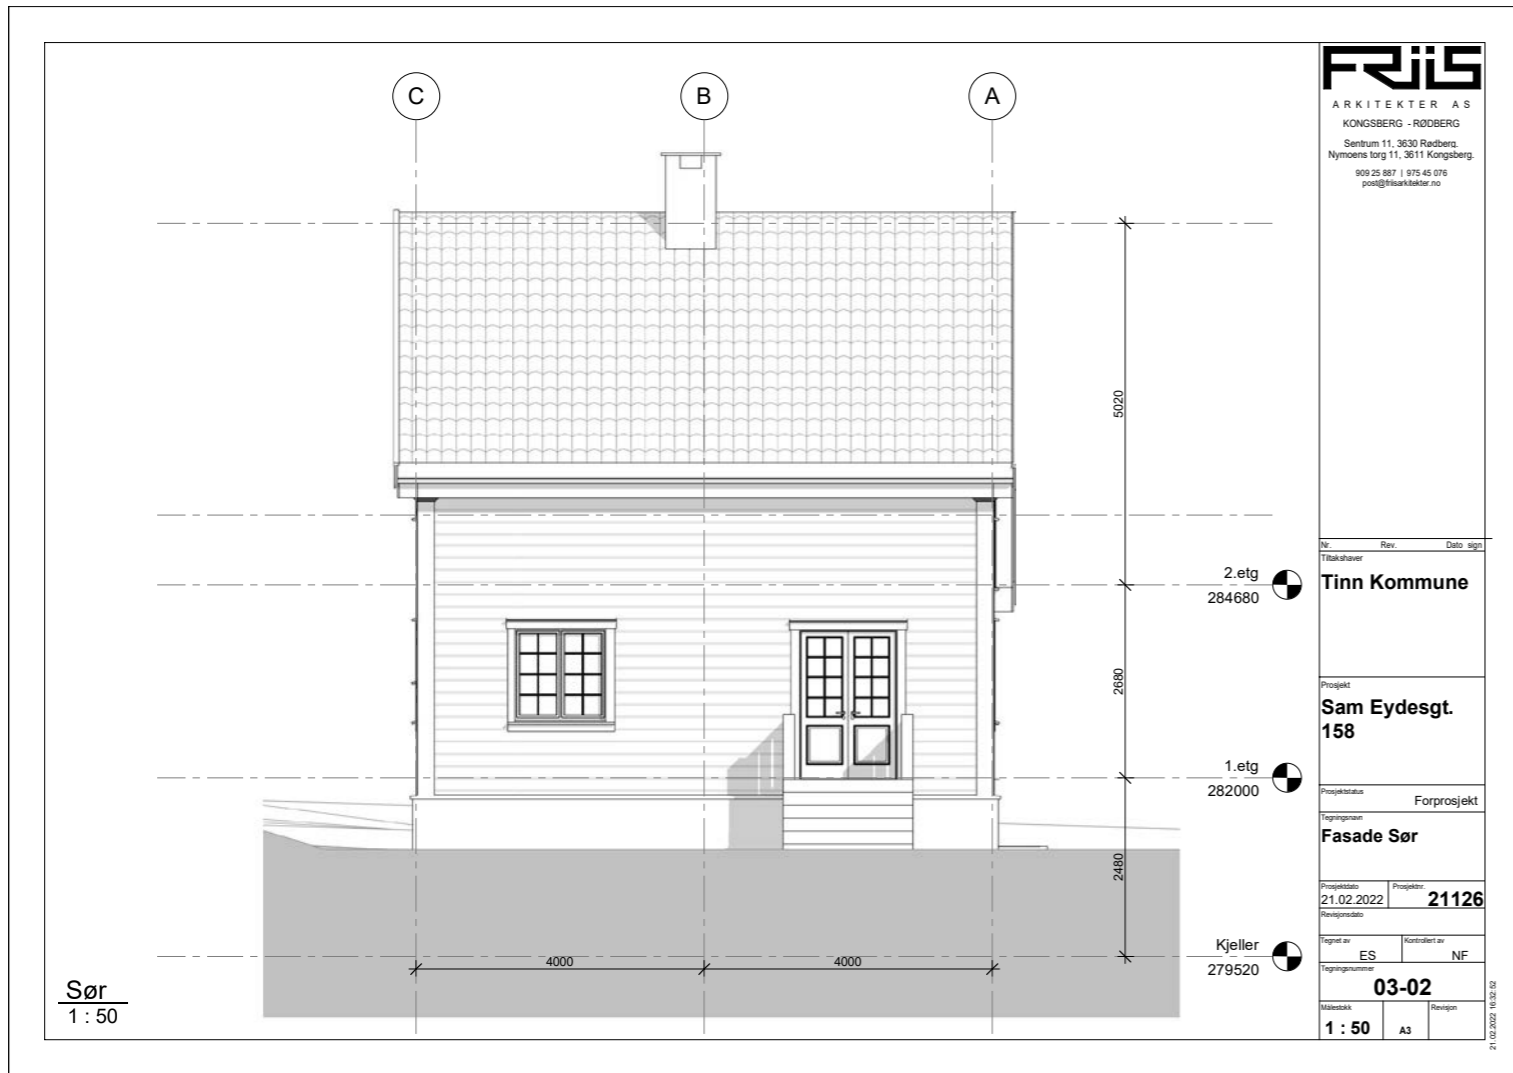 C
B
A
5020
2680
2480
4000
4000
2.etg
284680
1.etg
282000
Kjeller
279520
Sør
1 : 50
FRIIS
ARKITEKTER AS
KONGSBERG - RØDBERG
Sentrum 11, 3630 Rødberg.
Nymoens torg 11, 3611 Kongsberg.
909 25 887 | 975 45 076
post@friisarkitekter.no
Nr. Rev. Dato sign
Tiltakshaver
Tinn Kommune
Prosjekt
Sam Eydesgt.
158
Prosjektstatus
Forprosjekt
Tegningsnavn
Fasade Sør
Prosjektdato Prosjektnr.
21.02.2022 21126
Revisjonsdato
Tegnet av Kontrollert av
ES NF
Tegningsnummer
03-02
Målestokk Revisjon
1 : 50 A3
21.02.2022 16:32:52